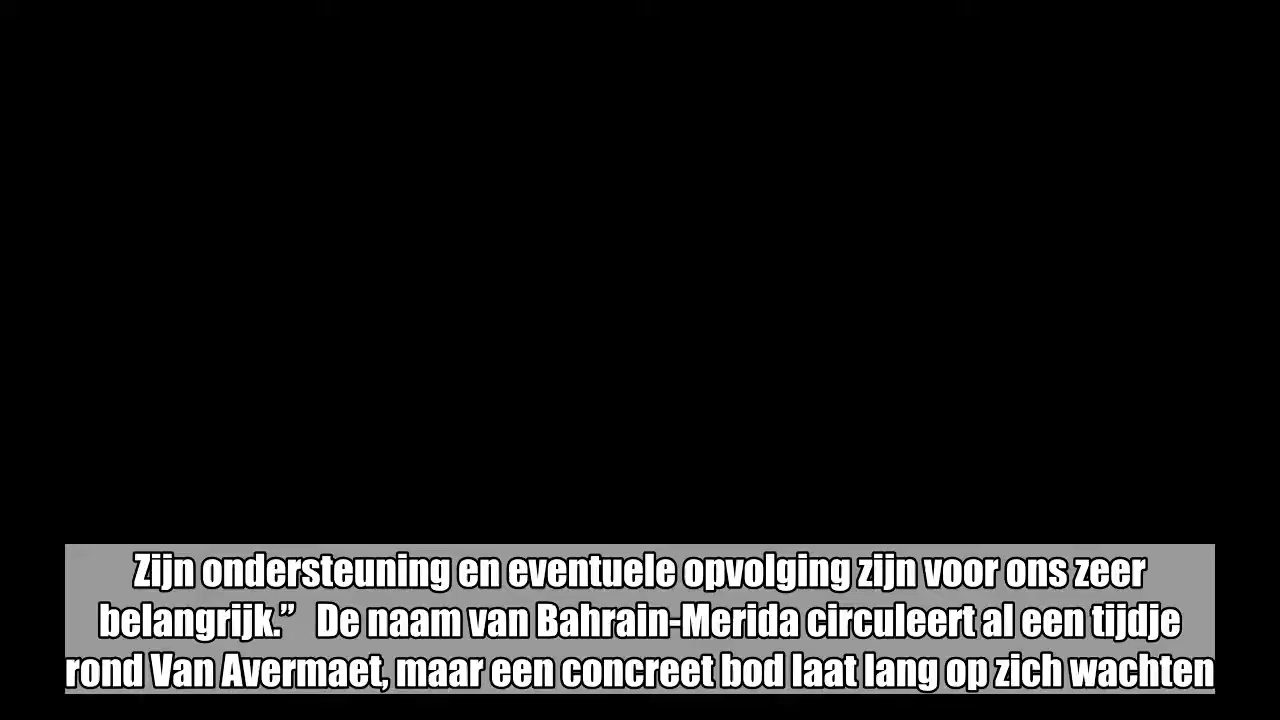 Zijn ondersteuning en eventuele opvolging zijn voor ons zeer
belangrijk.”   De naam van Bahrain-Merida circuleert al een tijdje
rond Van Avermaet, maar een concreet bod laat lang op zich wachten